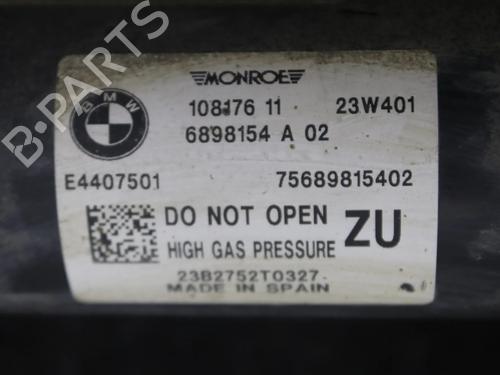 MONROE
BMW
108476 11 23W401
6898154 A 02
E4407501 75689815402
DO NOT OPEN ZU
HIGH GAS PRESSURE
23B2752T0327
MADE IN SPAIN
B-PARTS